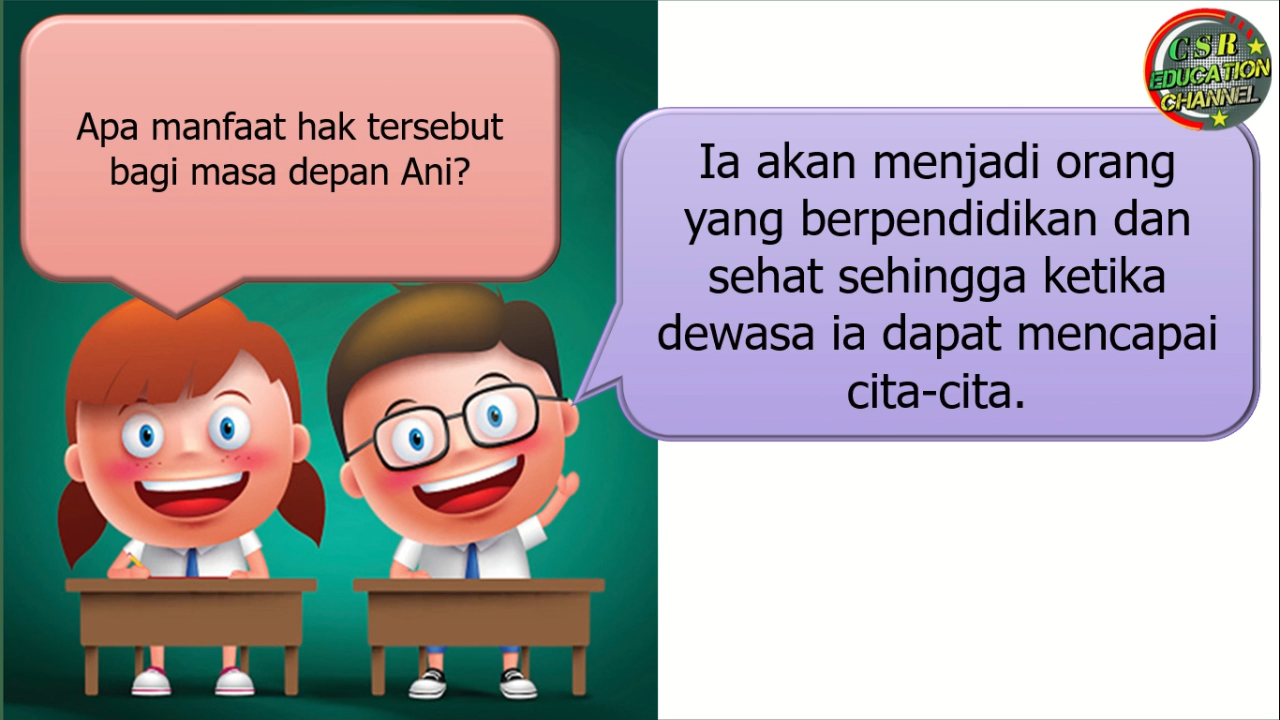 Apa manfaat hak tersebut
bagi masa depan Ani?
CSR
EDUCATION
CHANNEL
Ia akan menjadi orang
yang berpendidikan dan
sehat sehingga ketika
dewasa ia dapat mencapai
cita-cita.